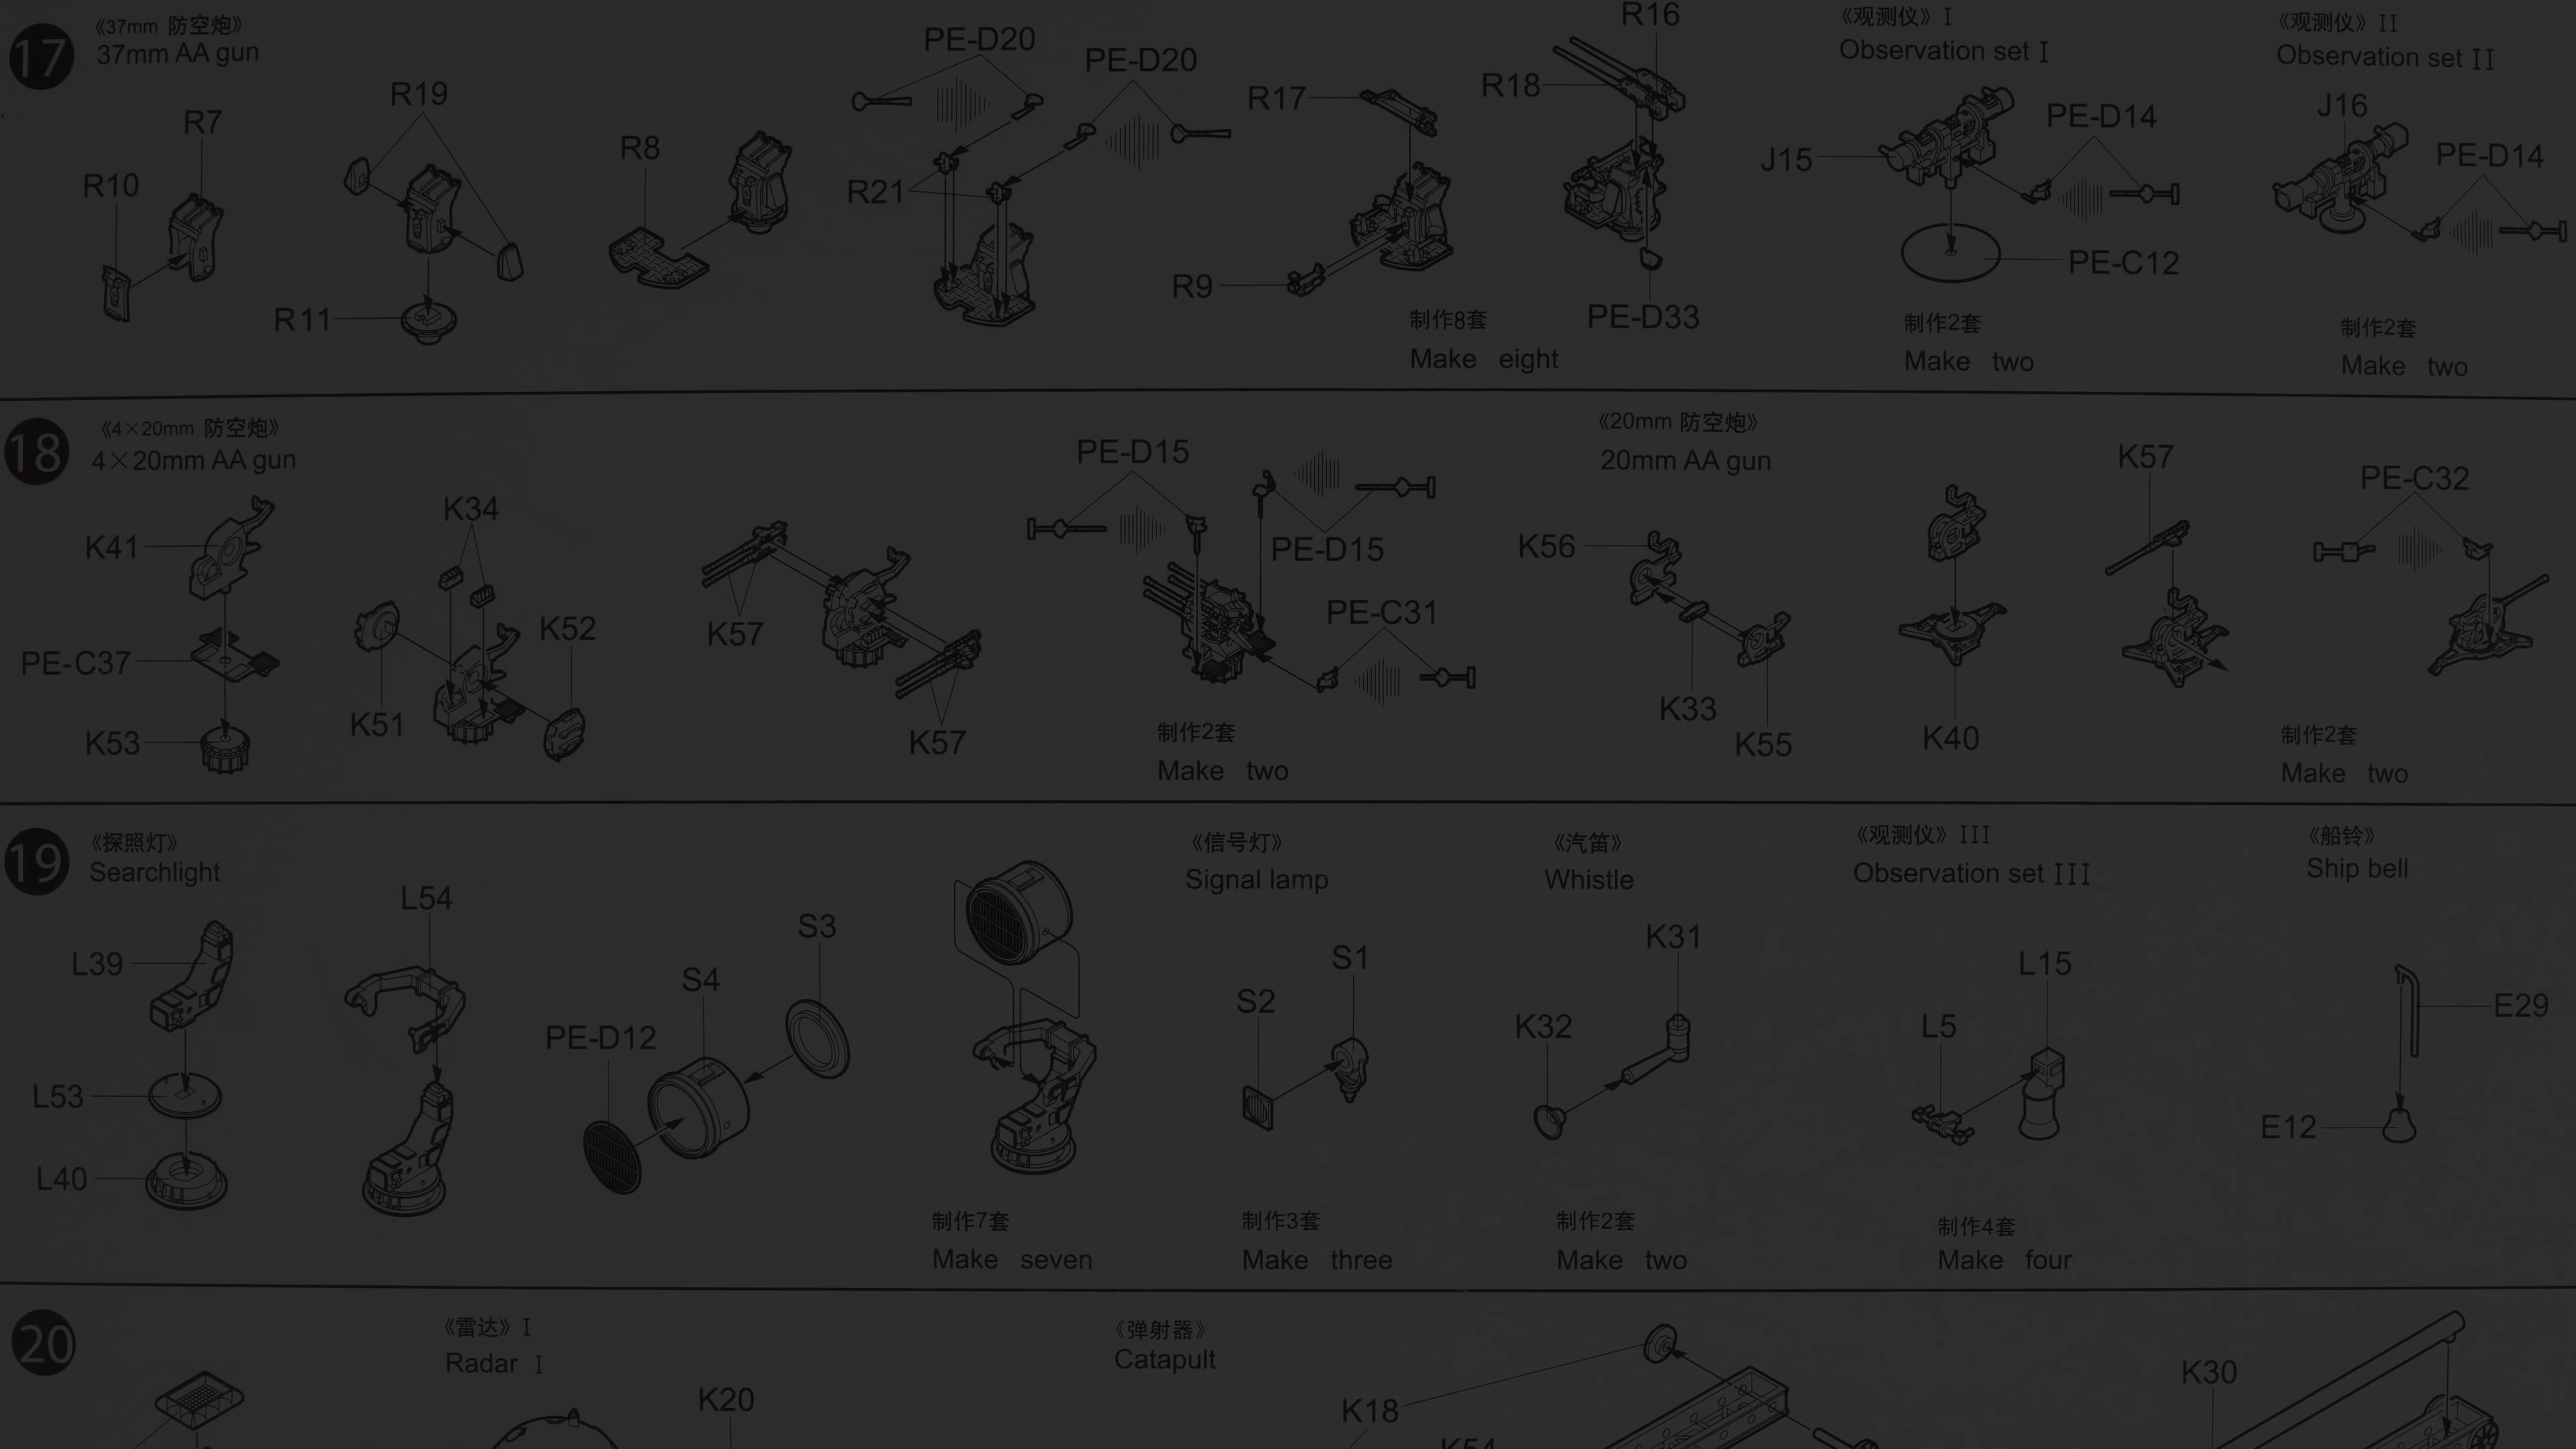 17
《37mm 防空炮》
37mm AA gun
R7
R10
R19
R11
R8
PE-D20
PE-D20
R21
R17
R9
R16
R18
PE-D33
制作8套
Make eight
《观测仪》I
Observation set I
J15
PE-D14
PE-C12
制作2套
Make two
《观测仪》II
Observation set II
J16
PE-D14
制作2套
Make two
18
《4×20mm 防空炮》
4×20mm AA gun
K41
PE-C37
K53
K34
K51
K52
K57
K57
PE-D15
PE-D15
PE-C31
制作2套
Make two
《20mm 防空炮》
20mm AA gun
K56
K33
K55
K40
K57
PE-C32
制作2套
Make two
19
《探照灯》
Searchlight
L39
L53
L40
L54
PE-D12
S4
S3
制作7套
Make seven
《信号灯》
Signal lamp
S1
S2
制作3套
Make three
《汽笛》
Whistle
K31
K32
制作2套
Make two
《观测仪》III
Observation set III
L15
L5
制作4套
Make four
《船铃》
Ship bell
E29
E12
20
《雷达》I
Radar I
K20
《弹射器》
Catapult
K18
K30